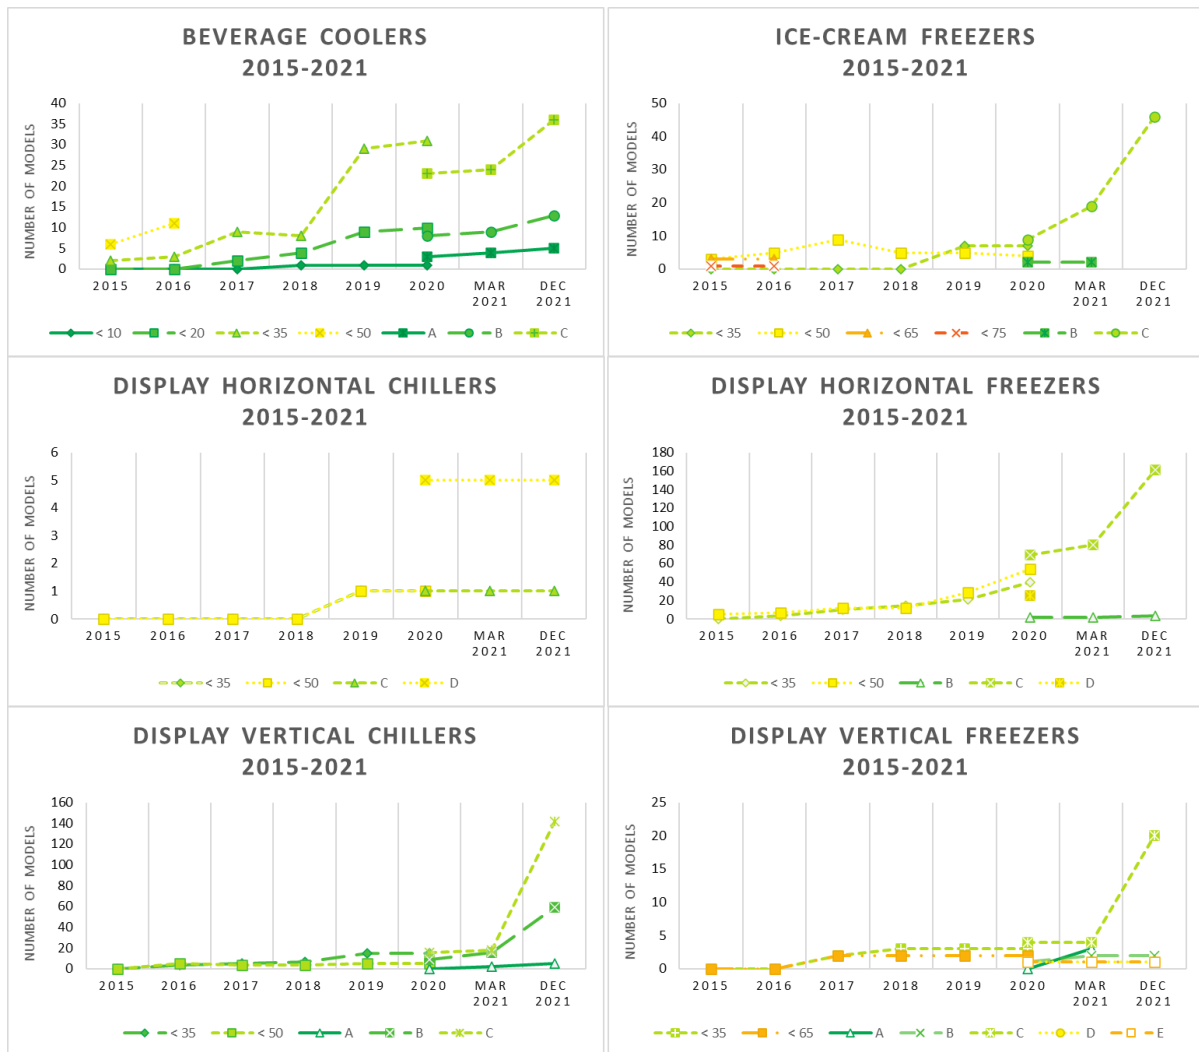 BEVERAGE COOLERS
2015-2021
NUMBER OF MODELS
40
35
30
25
20
15
10
5
0
2015 2016 2017 2018 2019 2020 MAR 2021 DEC 2021
< 10 < 20 < 35 < 50 A B C
ICE-CREAM FREEZERS
2015-2021
NUMBER OF MODELS
50
40
30
20
10
0
2015 2016 2017 2018 2019 2020 MAR 2021 DEC 2021
< 35 < 50 < 65 < 75 B C
DISPLAY HORIZONTAL CHILLERS
2015-2021
NUMBER OF MODELS
6
5
4
3
2
1
0
2015 2016 2017 2018 2019 2020 MAR 2021 DEC 2021
< 35 < 50 C D
DISPLAY HORIZONTAL FREEZERS
2015-2021
NUMBER OF MODELS
180
160
140
120
100
80
60
40
20
0
2015 2016 2017 2018 2019 2020 MAR 2021 DEC 2021
< 35 < 50 B C D
DISPLAY VERTICAL CHILLERS
2015-2021
NUMBER OF MODELS
160
140
120
100
80
60
40
20
0
2015 2016 2017 2018 2019 2020 MAR 2021 DEC 2021
< 35 < 50 A B C
DISPLAY VERTICAL FREEZERS
2015-2021
NUMBER OF MODELS
25
20
15
10
5
0
2015 2016 2017 2018 2019 2020 MAR 2021 DEC 2021
< 35 < 65 A B C D E